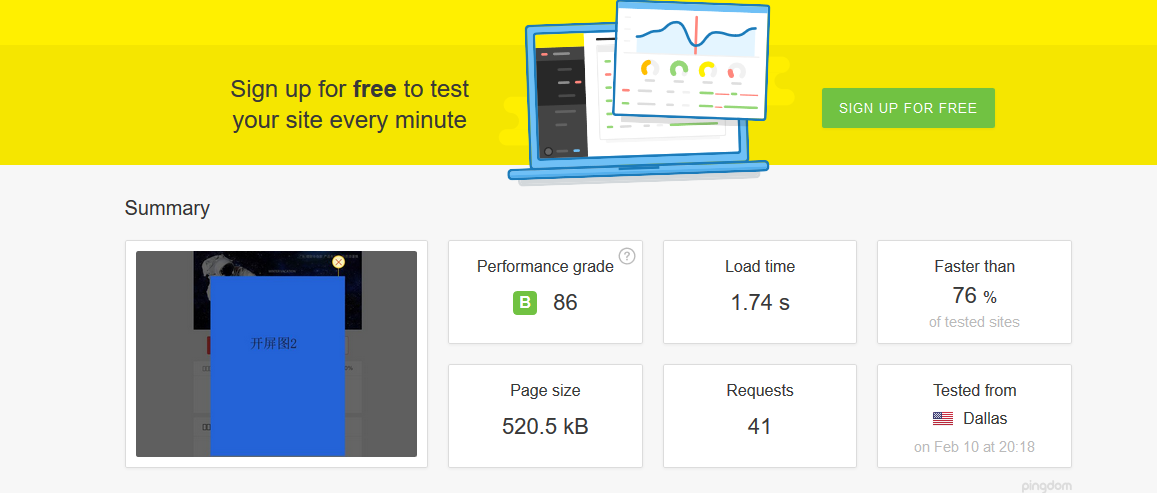 Sign up for free to test
your site every minute
SIGN UP FOR FREE
Summary
开屏图2
Performance grade
?
B 86
Load time
1.74 s
Faster than
76 %
of tested sites
Page size
520.5 kB
Requests
41
Tested from
Dallas
on Feb 10 at 20:18
pingdom